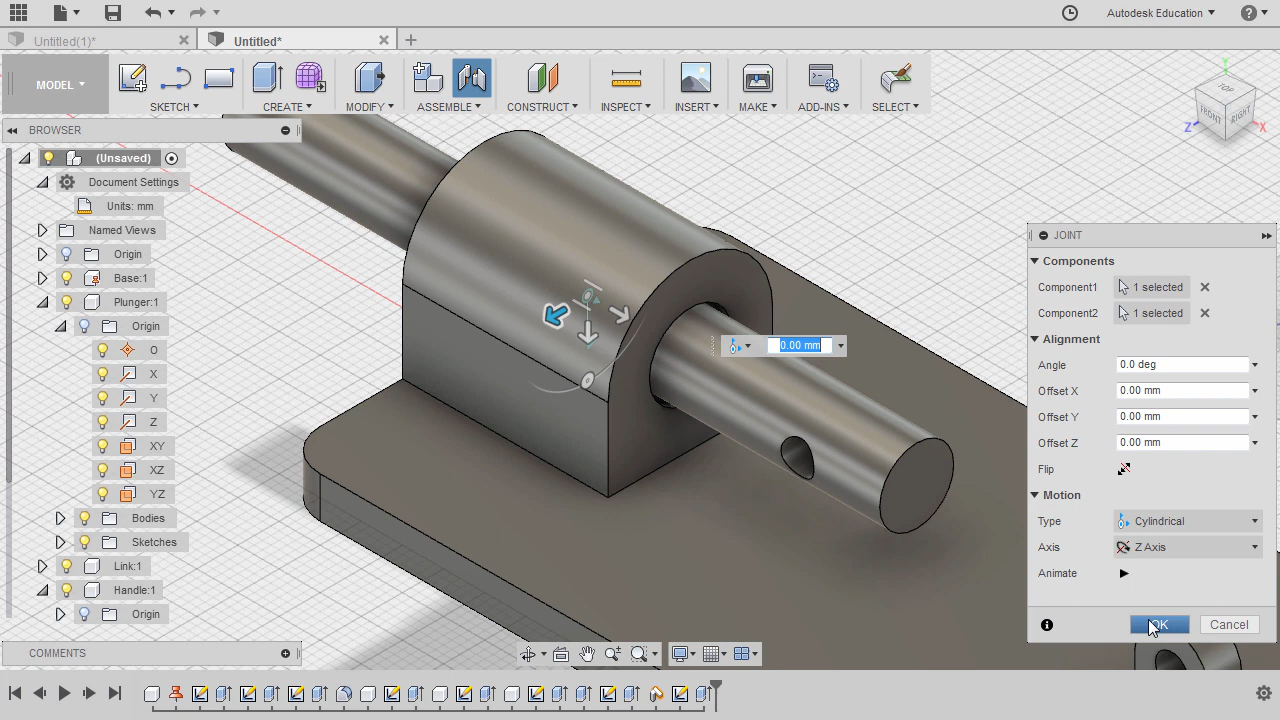 Autodesk Education
Untitled(1)*
Untitled*
MODEL
SKETCH
CREATE
MODIFY
ASSEMBLE
CONSTRUCT
INSPECT
INSERT
MAKE
ADD-INS
SELECT
TOP
FRONT
RIGHT
Y
Z
X
BROWSER
(Unsaved)
Document Settings
Units: mm
Named Views
Origin
Base:1
Plunger:1
Origin
O
X
Y
Z
XY
XZ
YZ
Bodies
Sketches
Link:1
Handle:1
Origin
0.00 mm
JOINT
Components
Component1 1 selected
Component2 1 selected
Alignment
Angle 0.0 deg
Offset X 0.00 mm
Offset Y 0.00 mm
Offset Z 0.00 mm
Flip
Motion
Type Cylindrical
Axis Z Axis
Animate
OK Cancel
COMMENTS